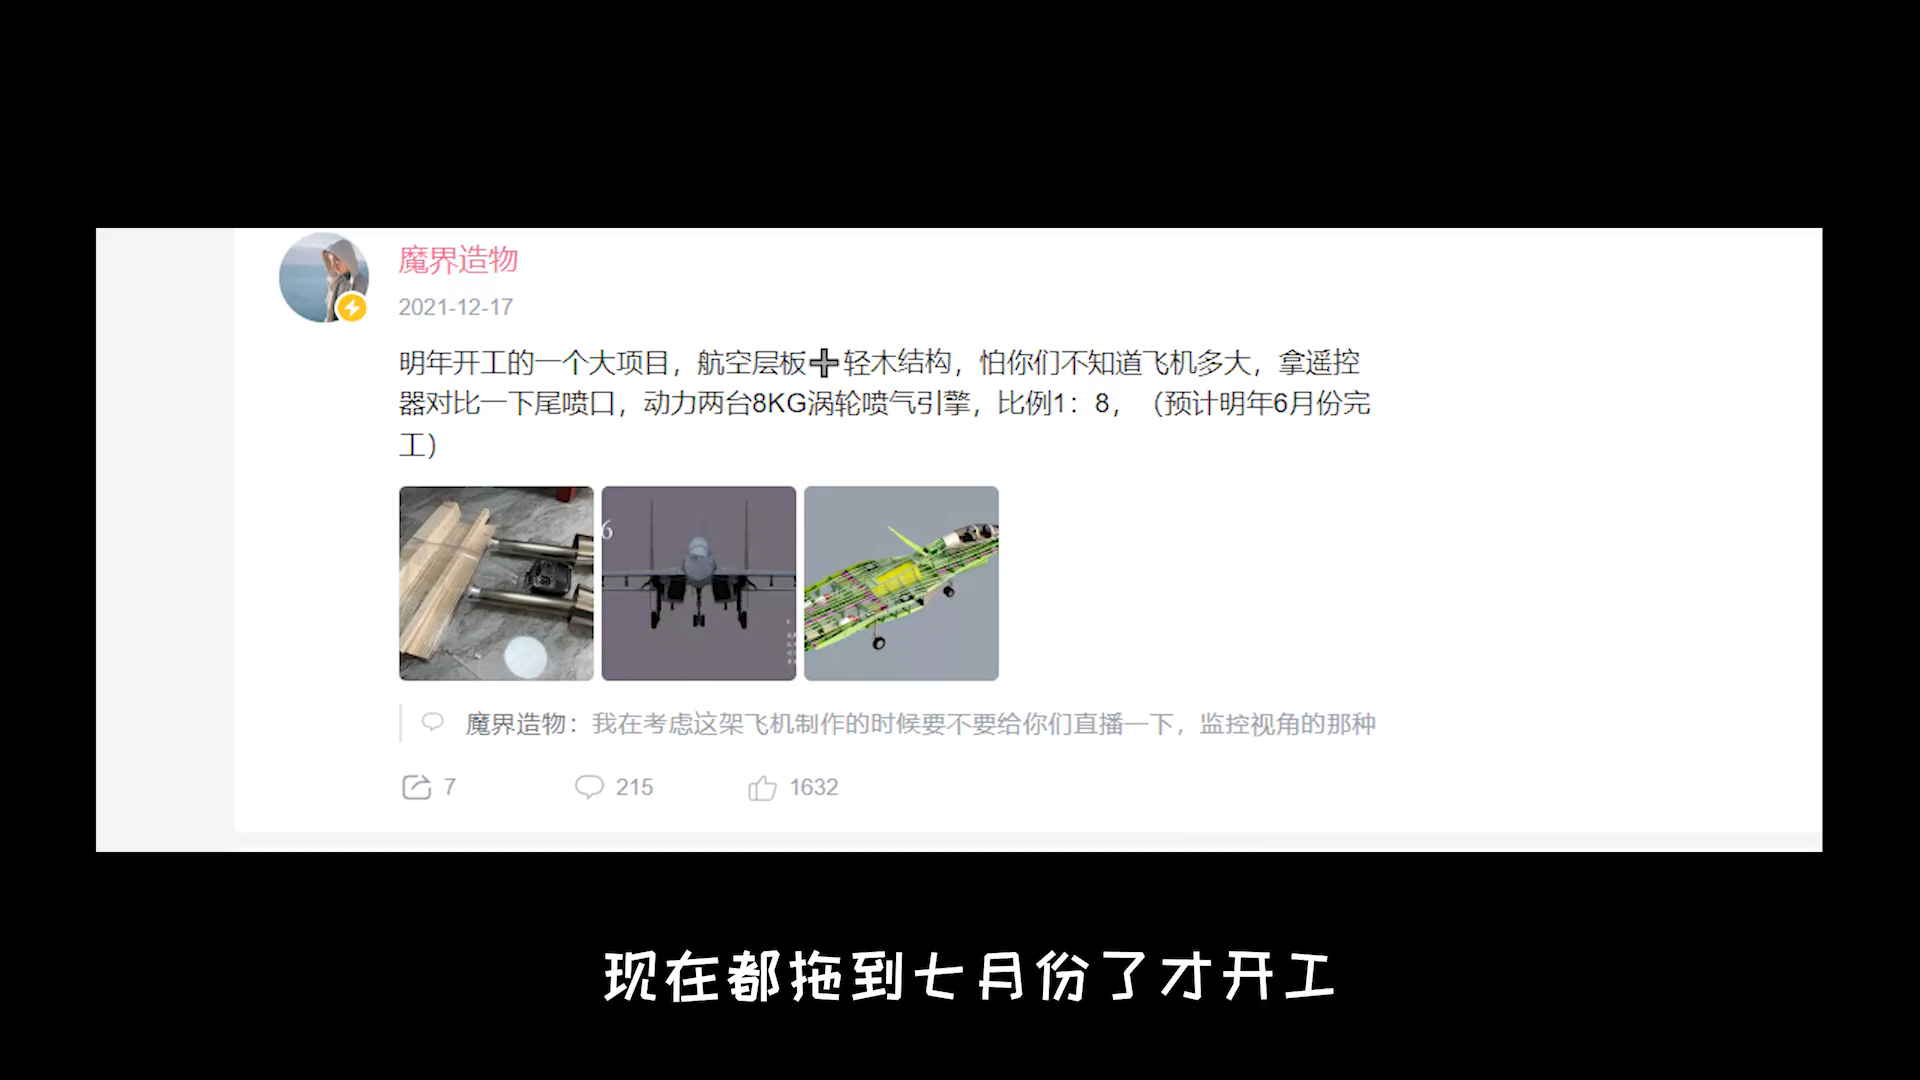 魔界造物
2021-12-17
明年开工的一个大项目，航空层板➕轻木结构，怕你们不知道飞机多大，拿遥控
器对比一下尾喷口，动力两台8KG涡轮喷气引擎，比例1：8，（预计明年6月份完
工）
6
魔界造物：我在考虑这架飞机制作的时候要不要给你们直播一下，监控视角的那种
7 215 1632
现在都拖到七月份了才开工